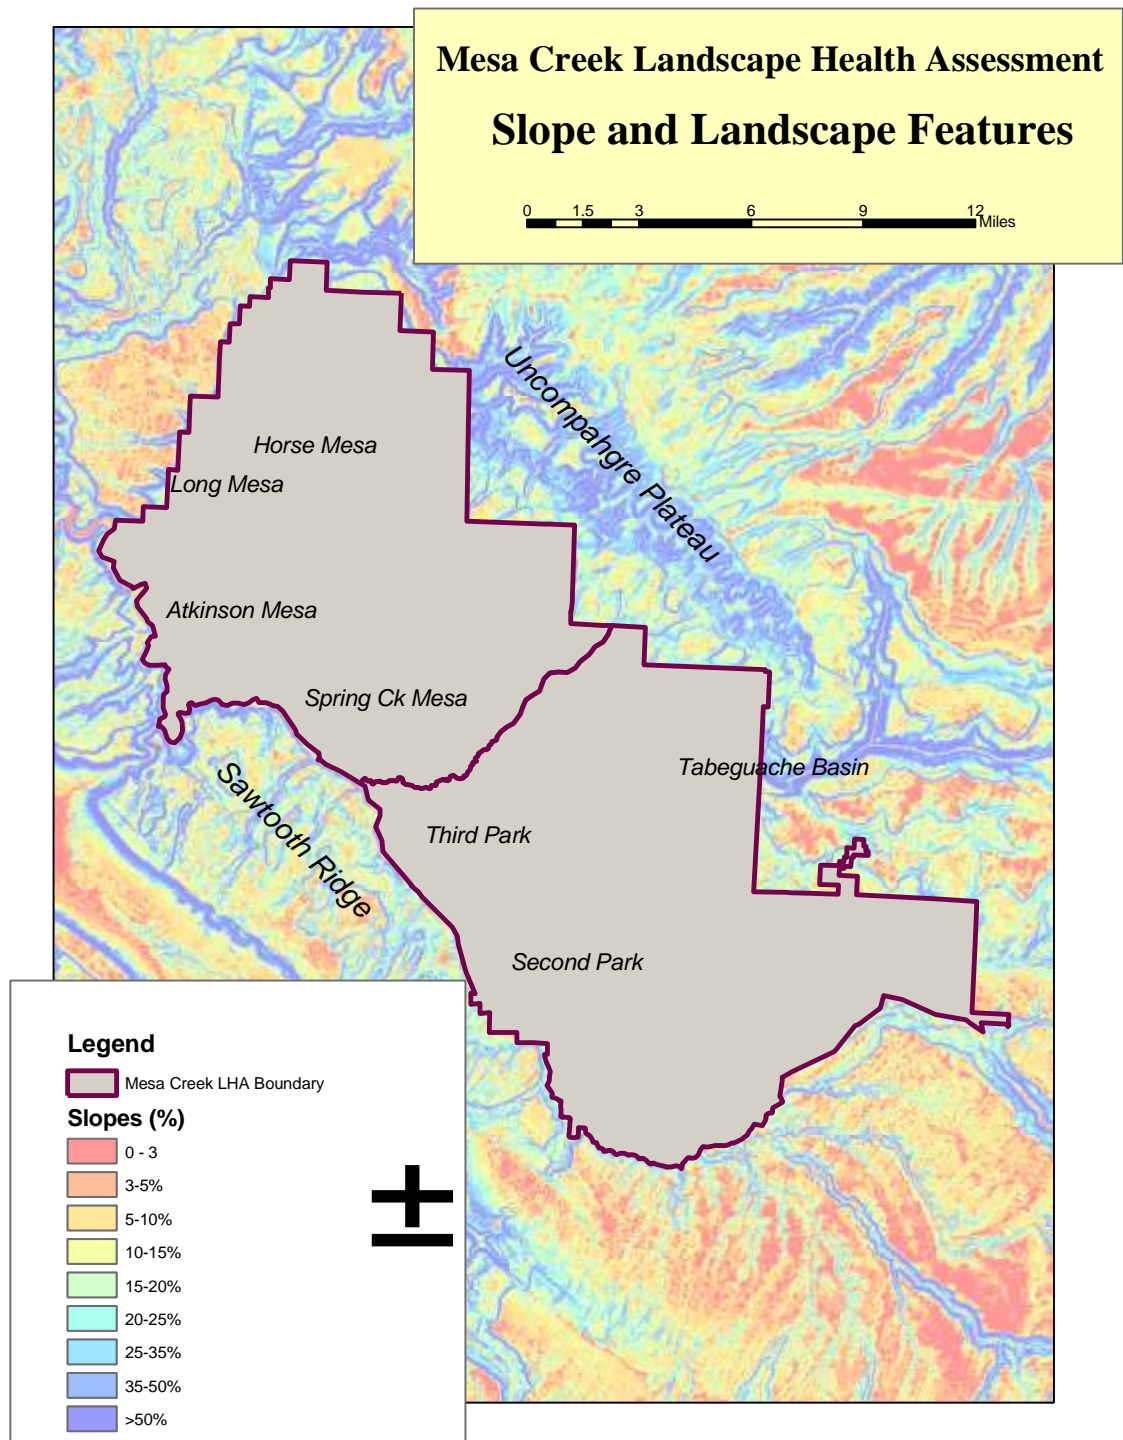 Mesa Creek Landscape Health Assessment
Slope and Landscape Features
0 1.5 3 6 9 12
Miles
Uncompahgre Plateau
Horse Mesa
Long Mesa
Atkinson Mesa
Spring Ck Mesa
Tabeguache Basin
Sawtooth Ridge
Third Park
Second Park
Legend
Mesa Creek LHA Boundary
Slopes (%)
0 - 3
3-5%
5-10%
10-15%
15-20%
20-25%
25-35%
35-50%
>50%
±